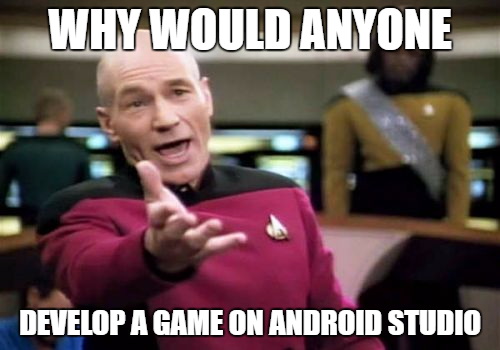 WHY WOULD ANYONE
DEVELOP A GAME ON ANDROID STUDIO